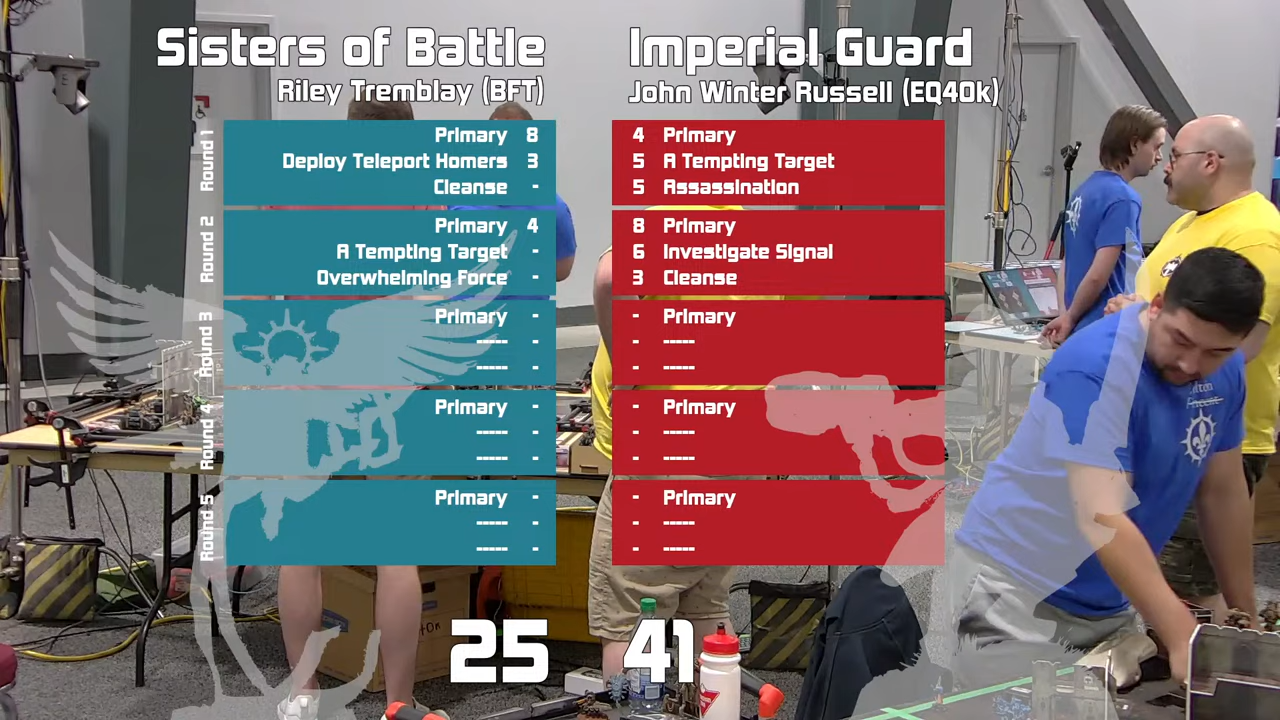 Sisters of Battle
Riley Tremblay (BFT)
Round 1
Primary 8
Deploy Teleport Homers 3
Cleanse -
Round 2
Primary 4
A Tempting Target -
Overwhelming Force -
Round 3
Primary -
----- -
----- -
Round 4
Primary -
----- -
----- -
Round 5
Primary -
----- -
----- -
25
Imperial Guard
John Winter Russell (EQ40k)
4 Primary
5 A Tempting Target
5 Assassination
8 Primary
6 Investigate Signal
3 Cleanse
- Primary
- -----
- -----
- Primary
- -----
- -----
- Primary
- -----
- -----
41